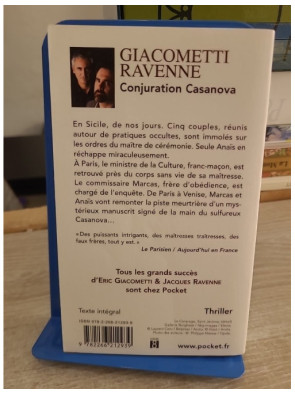 GIACOMETTI
RAVENNE
Conjuration Casanova
En Sicile, de nos jours. Cinq couples, réunis
autour de pratiques occultes, sont immolés sur
les ordres du maître de cérémonie. Seule Anaïs en
réchappe miraculeusement.
À Paris, le ministre de la Culture, franc-maçon, est
retrouvé près du corps sans vie de sa maîtresse.
Le commissaire Marcas, frère d'obédience, est
chargé de l'enquête. De Paris à Venise, Marcas et
Anaïs vont remonter la piste meurtrière d'un mys-
térieux manuscrit signé de la main du sulfureux
Casanova...
«Des puissants intrigants, des maîtresses traitresses, des
faux frères, tout y est.»
Le Parisien / Aujourd'hui en France
Tous les grands succès
d'ERIC GIACOMETTI & JACQUES RAVENNE
sont chez Pocket
Texte intégral
Thriller
www.pocket.fr